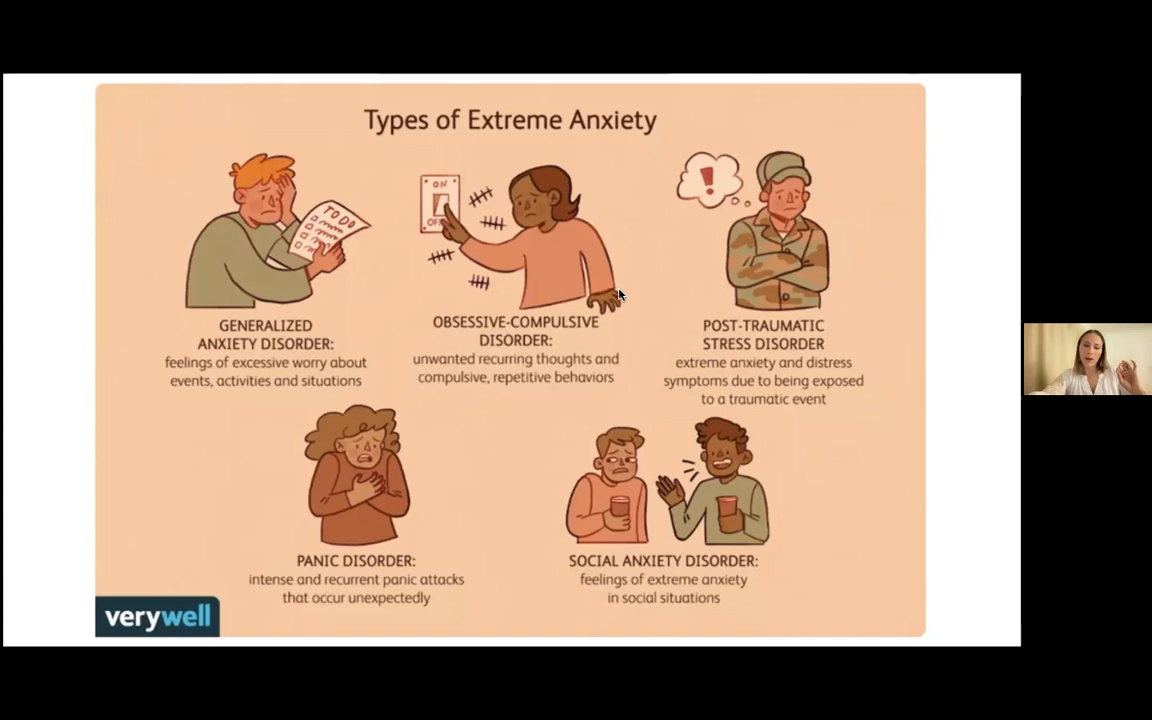 Types of Extreme Anxiety
TO DO
ON
OFF
GENERALIZED
ANXIETY DISORDER:
feelings of excessive worry about
events, activities and situations
OBSESSIVE-COMPULSIVE
DISORDER:
unwanted recurring thoughts and
compulsive, repetitive behaviors
!
POST-TRAUMATIC
STRESS DISORDER
extreme anxiety and distress
symptoms due to being exposed
to a traumatic event
PANIC DISORDER:
intense and recurrent panic attacks
that occur unexpectedly
SOCIAL ANXIETY DISORDER:
feelings of extreme anxiety
in social situations
verywell